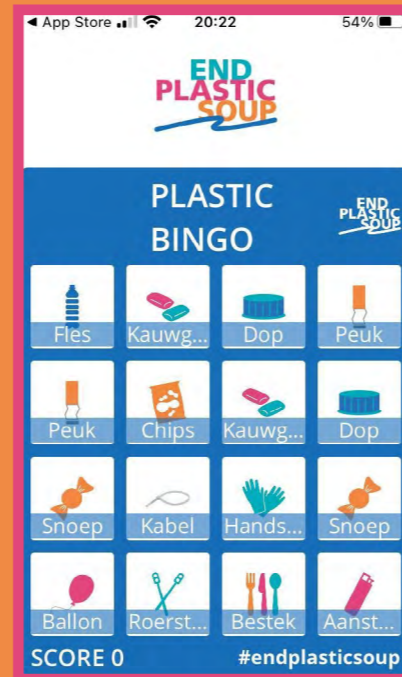 ◀ App Store 20:22 54%
END
PLASTIC
SOUP
PLASTIC
BINGO
END
PLASTIC
SOUP
Fles Kauwg... Dop Peuk
Peuk Chips Kauwg... Dop
Snoep Kabel Hands... Snoep
Ballon Roerst... Bestek Aanst...
SCORE 0 #endplasticsoup